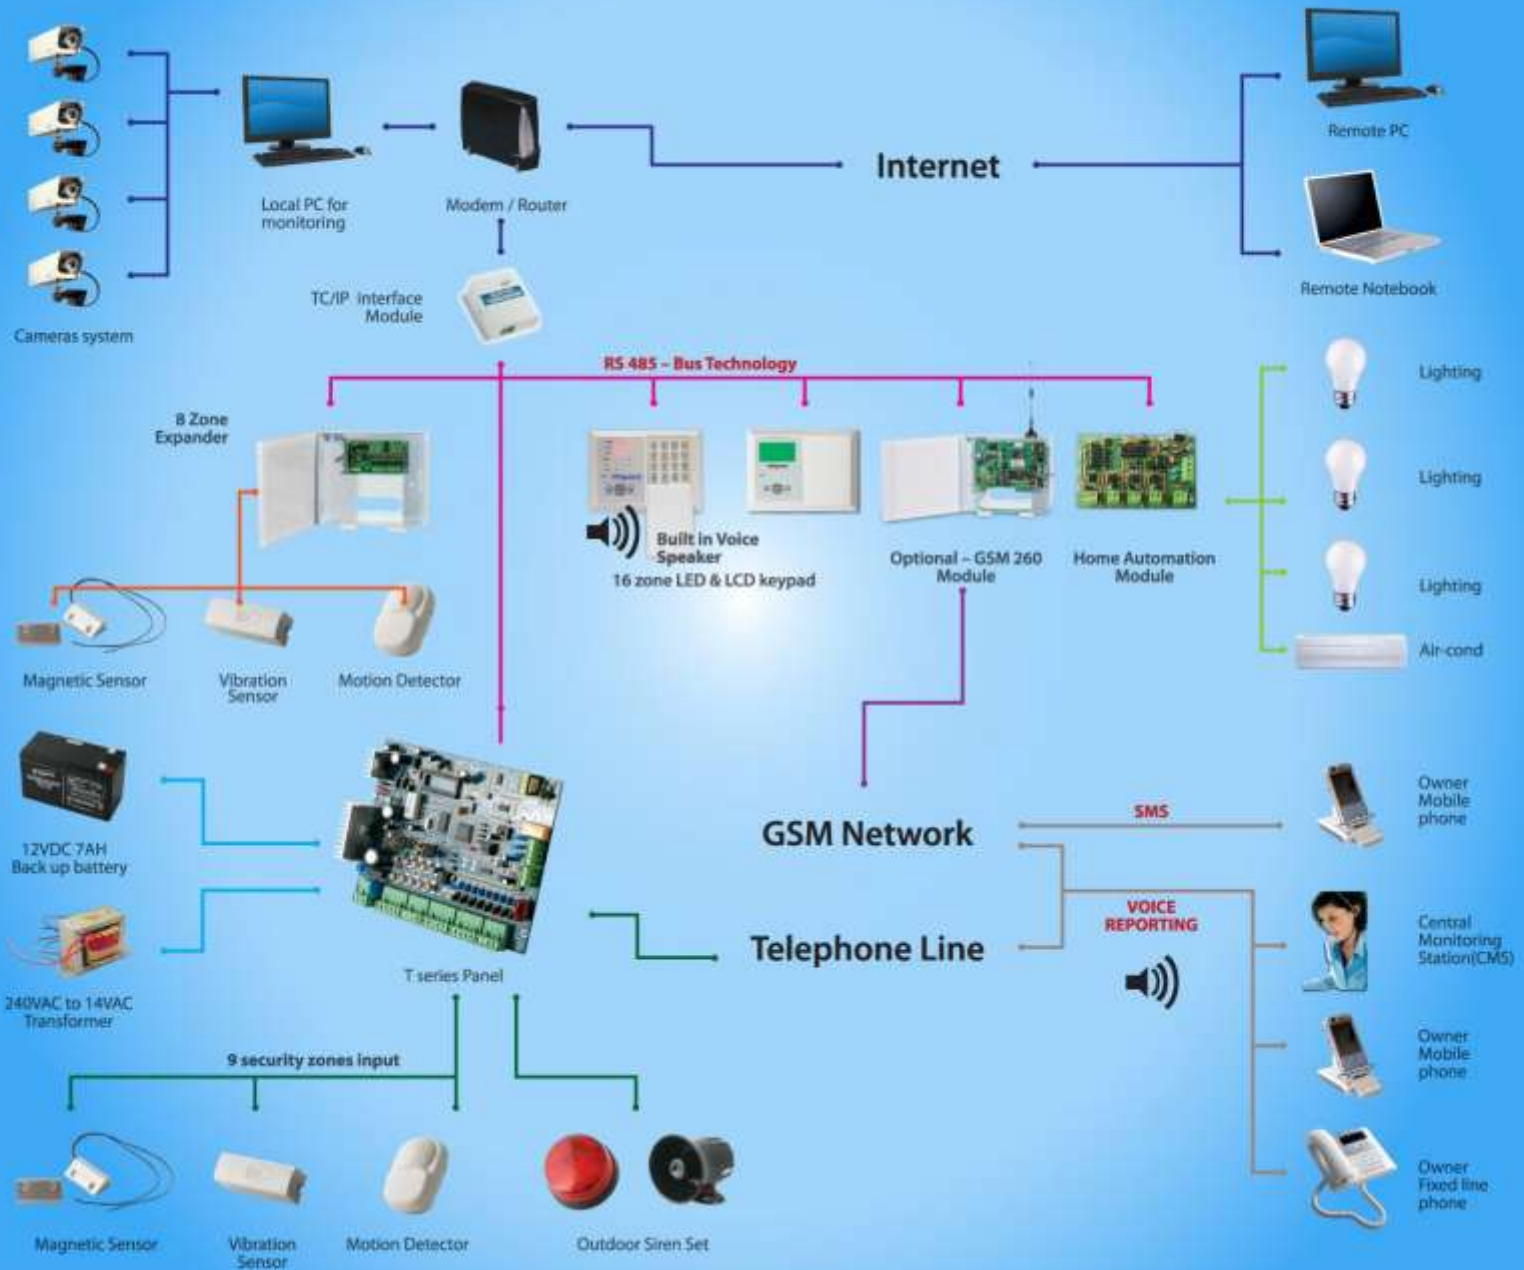 Internet
Remote PC
Local PC for
monitoring
Modem / Router
Remote Notebook
TC/IP interface
Module
Cameras system
RS 485 – Bus Technology
Lighting
8 Zone
Expander
Lighting
Built in Voice
Speaker
16 zone LED & LCD keypad
Optional – GSM 260
Module
Home Automation
Module
Lighting
Air-cond
Magnetic Sensor
Vibration
Sensor
Motion Detector
12VDC 7AH
Back up battery
GSM Network
SMS
Owner
Mobile
phone
VOICE
REPORTING
Central
Monitoring
Station(CMS)
Telephone Line
T series Panel
240VAC to 14VAC
Transformer
9 security zones input
Owner
Mobile
phone
Owner
Fixed line
phone
Magnetic Sensor
Vibration
Sensor
Motion Detector
Outdoor Siren Set